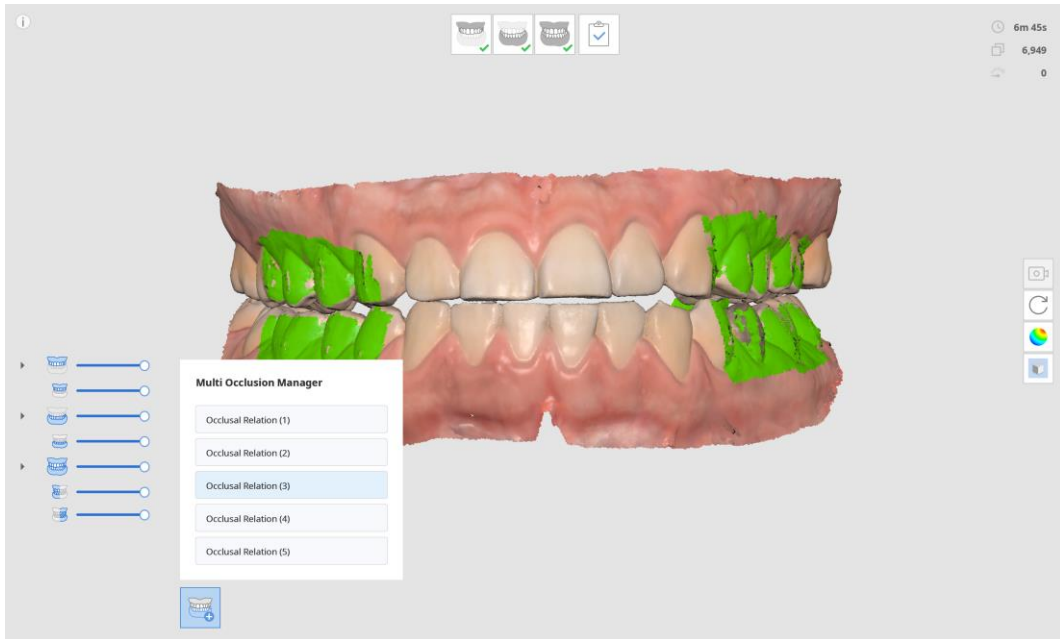 i
6m 45s
6,949
0
Multi Occlusion Manager
Occlusal Relation (1)
Occlusal Relation (2)
Occlusal Relation (3)
Occlusal Relation (4)
Occlusal Relation (5)